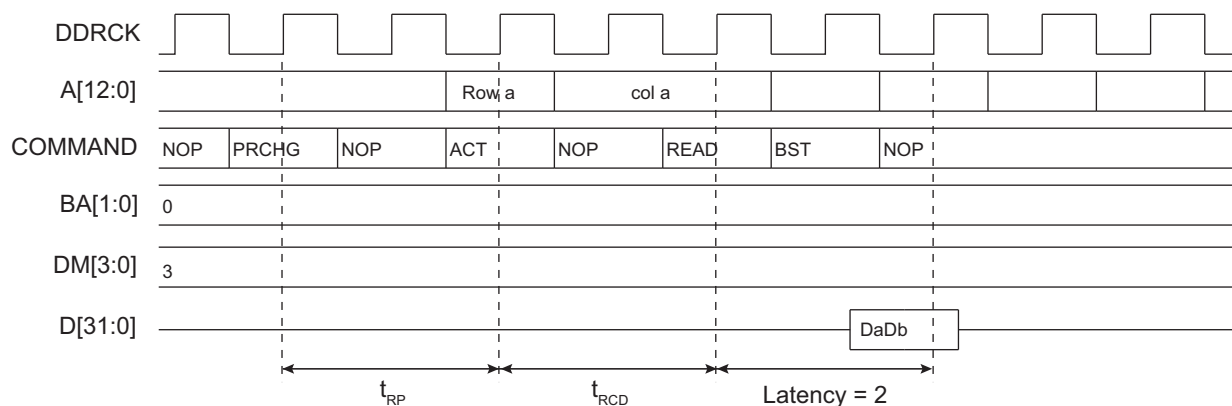 DDRCK
A[12:0] Row a col a
COMMAND NOP PRCHG NOP ACT NOP READ BST NOP
BA[1:0] 0
DM[3:0] 3
D[31:0] DaDb
tRP tRCD Latency = 2